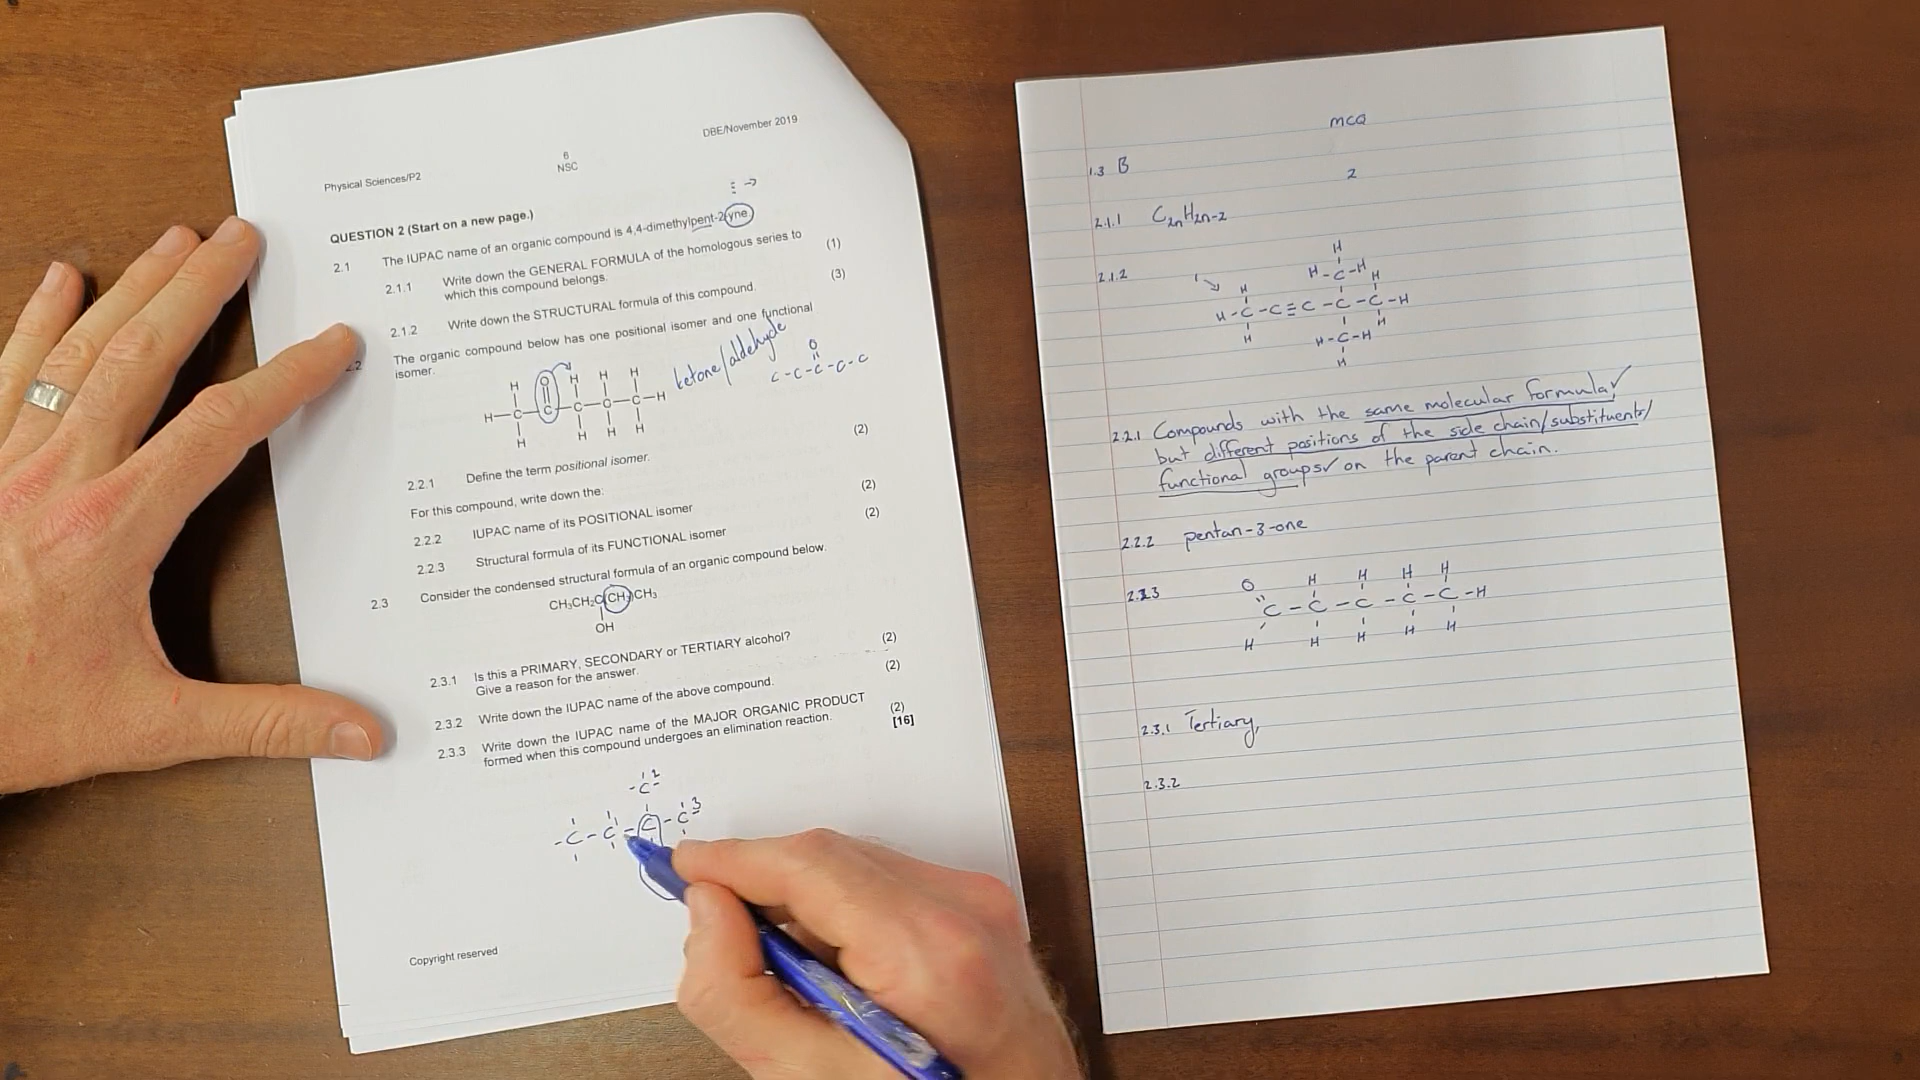 DBE/November 2019
6
NSC
Physical Sciences/P2
QUESTION 2 (Start on a new page.)
2.1 The IUPAC name of an organic compound is 4,4-dimethylpent-2-yne
2.1.1 Write down the GENERAL FORMULA of the homologous series to
which this compound belongs. (1)
2.1.2 Write down the STRUCTURAL formula of this compound. (3)
2.2 The organic compound below has one positional isomer and one functional
isomer.
ketone/aldehyde
O
C-C-C-C-C
H O H H H
H-C-C-C-C-C-H
H H H H
2.2.1 Define the term positional isomer. (2)
For this compound, write down the:
2.2.2 IUPAC name of its POSITIONAL isomer (2)
2.2.3 Structural formula of its FUNCTIONAL isomer (2)
2.3 Consider the condensed structural formula of an organic compound below.
CH₃CH₂C(CH₃)CH₃
OH
2.3.1 Is this a PRIMARY, SECONDARY or TERTIARY alcohol?
Give a reason for the answer. (2)
2.3.2 Write down the IUPAC name of the above compound. (2)
2.3.3 Write down the IUPAC name of the MAJOR ORGANIC PRODUCT
formed when this compound undergoes an elimination reaction. (2)
[16]
-C- 2
-C-C-C-C- 3
Copyright reserved
MCQ
1.3 B
2
2.1.1 C2nH2n-2
2.1.2
H
H-C-H
H H
H-C-C≡C-C-C-H
H H
H-C-H
H
2.2.1 Compounds with the same molecular formula✓,
but different positions of the side chain/substituents/
functional groups✓ on the parent chain.
2.2.2 pentan-3-one
2.2.3
O H H H H
C-C-C-C-C-H
H H H H H
2.3.1 Tertiary,
2.3.2